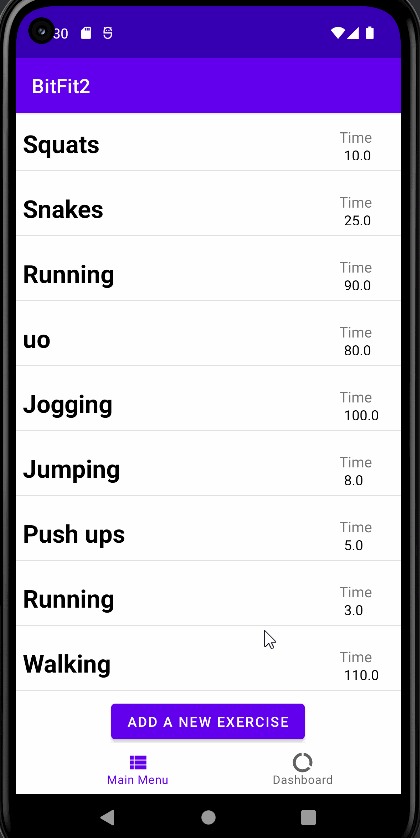 30
BitFit2
Squats
Time
10.0
Snakes
Time
25.0
Running
Time
90.0
uo
Time
80.0
Jogging
Time
100.0
Jumping
Time
8.0
Push ups
Time
5.0
Running
Time
3.0
Walking
Time
110.0
ADD A NEW EXERCISE
Main Menu
Dashboard